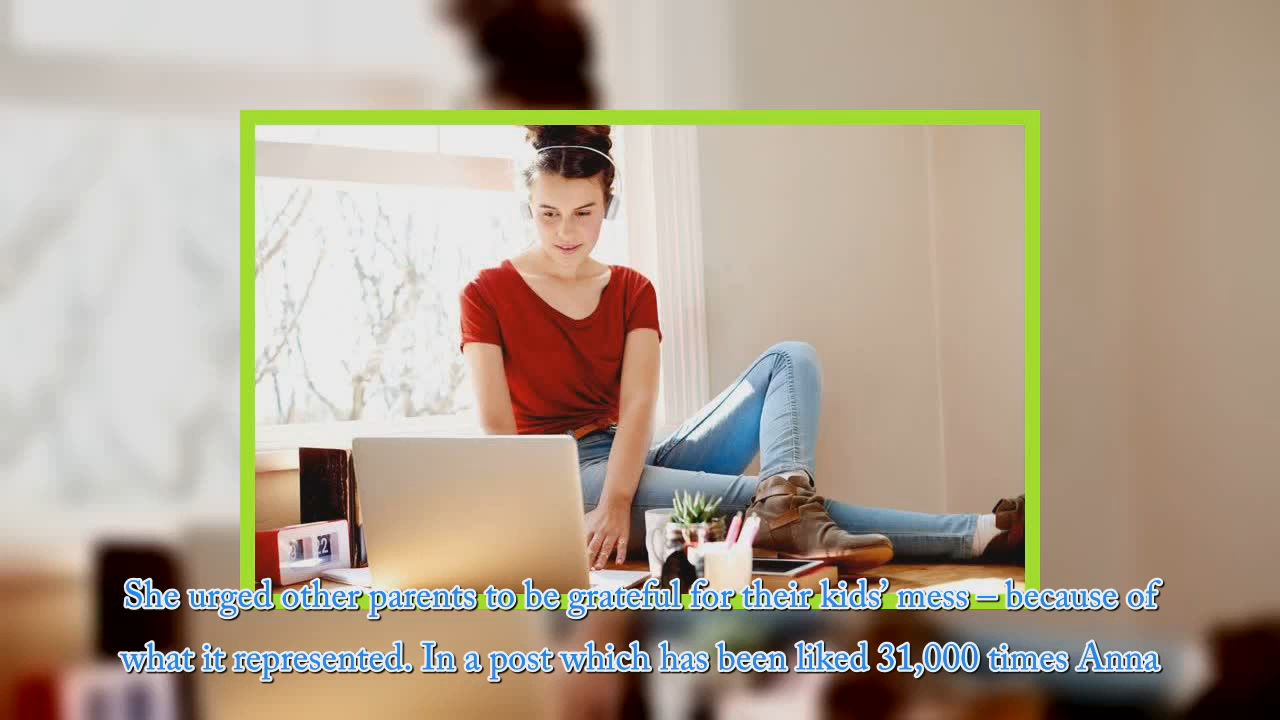 She urged other parents to be grateful for their kids’ mess – because of
what it represented. In a post which has been liked 31,000 times Anna
22